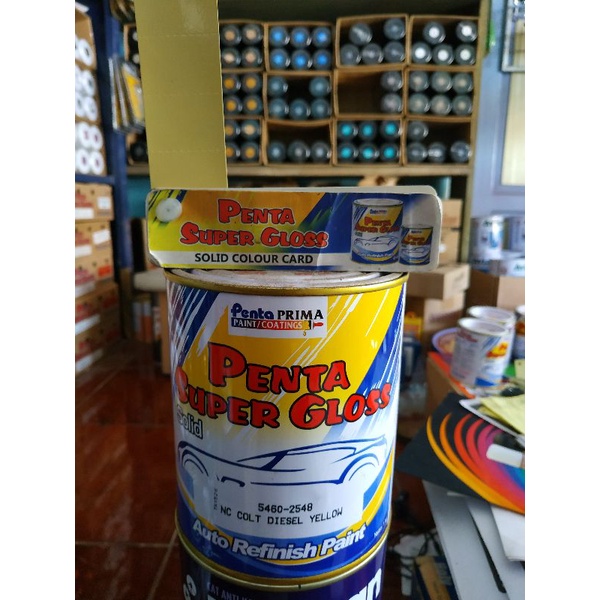 PENTA
SUPER GLOSS
SOLID COLOUR CARD
Penta PRIMA
PAINT/COATINGS
PENTA
SUPER GLOSS
Solid
5460-2548
NC COLT DIESEL YELLOW
Auto Refinish Paint